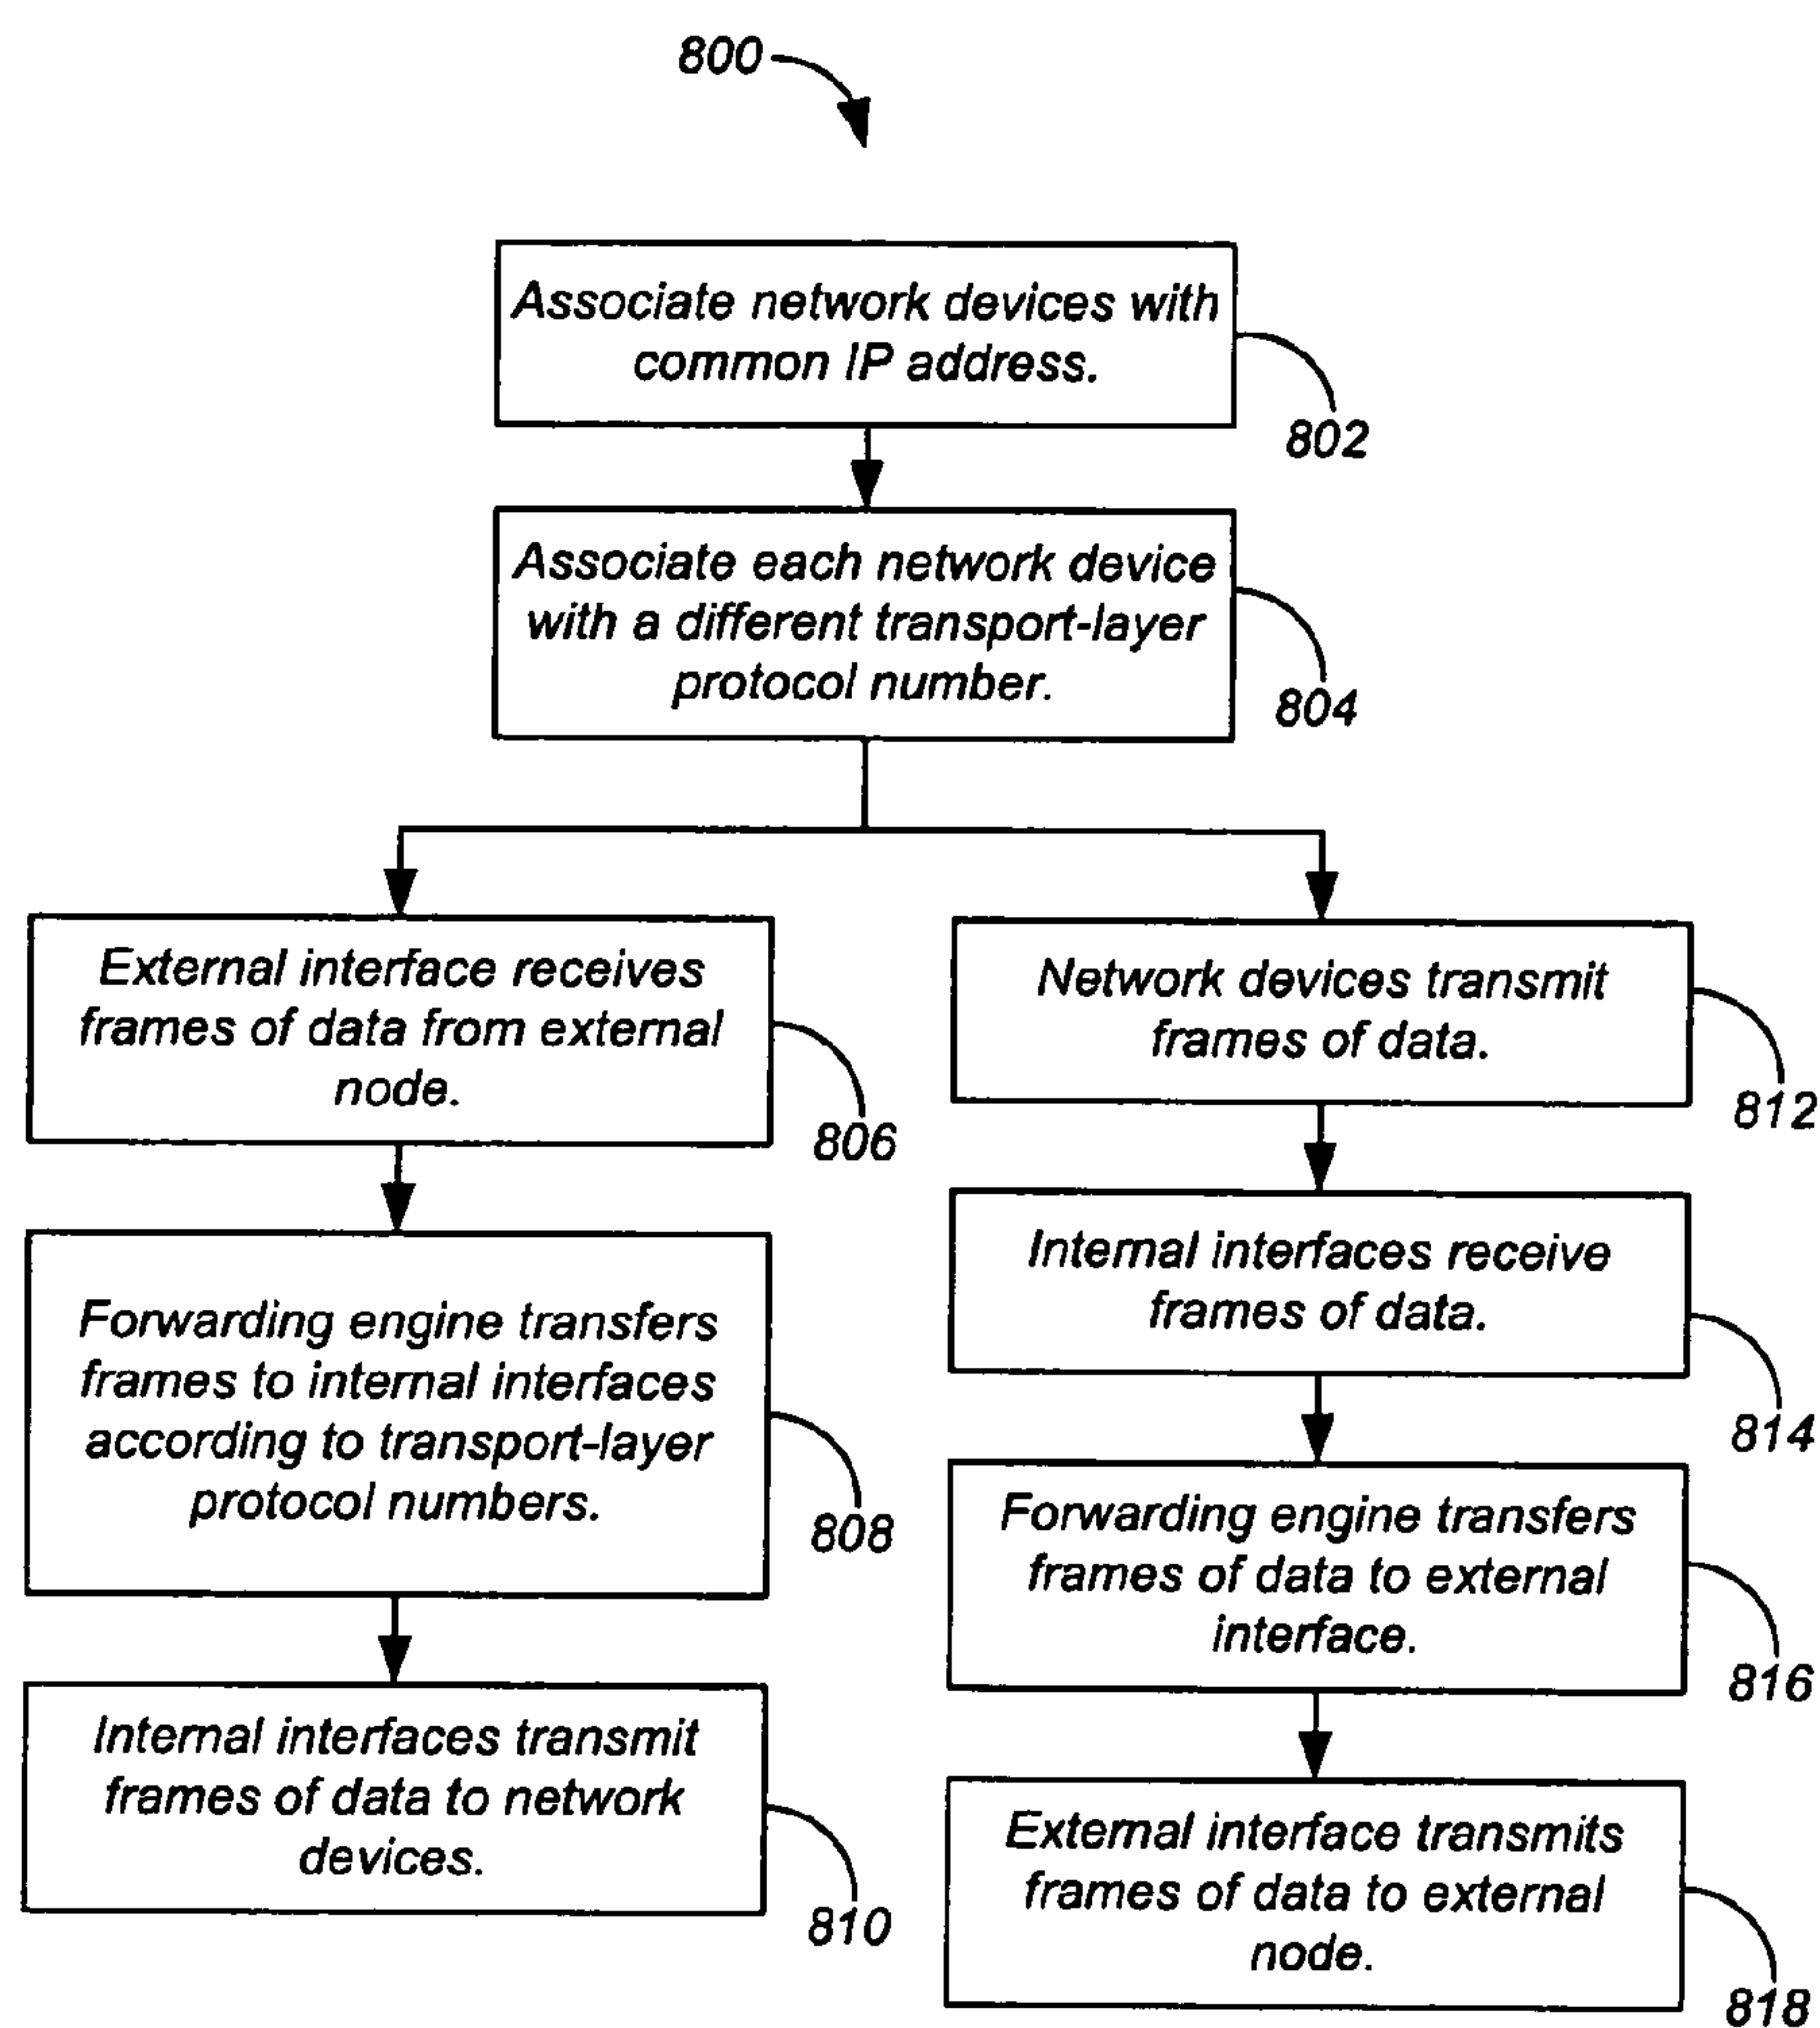 800
Associate network devices with
common IP address.
802
Associate each network device
with a different transport-layer
protocol number.
804
External interface receives
frames of data from external
node.
806
Forwarding engine transfers
frames to internal interfaces
according to transport-layer
protocol numbers.
808
Internal interfaces transmit
frames of data to network
devices.
810
Network devices transmit
frames of data.
812
Internal interfaces receive
frames of data.
814
Forwarding engine transfers
frames of data to external
interface.
816
External interface transmits
frames of data to external
node.
818